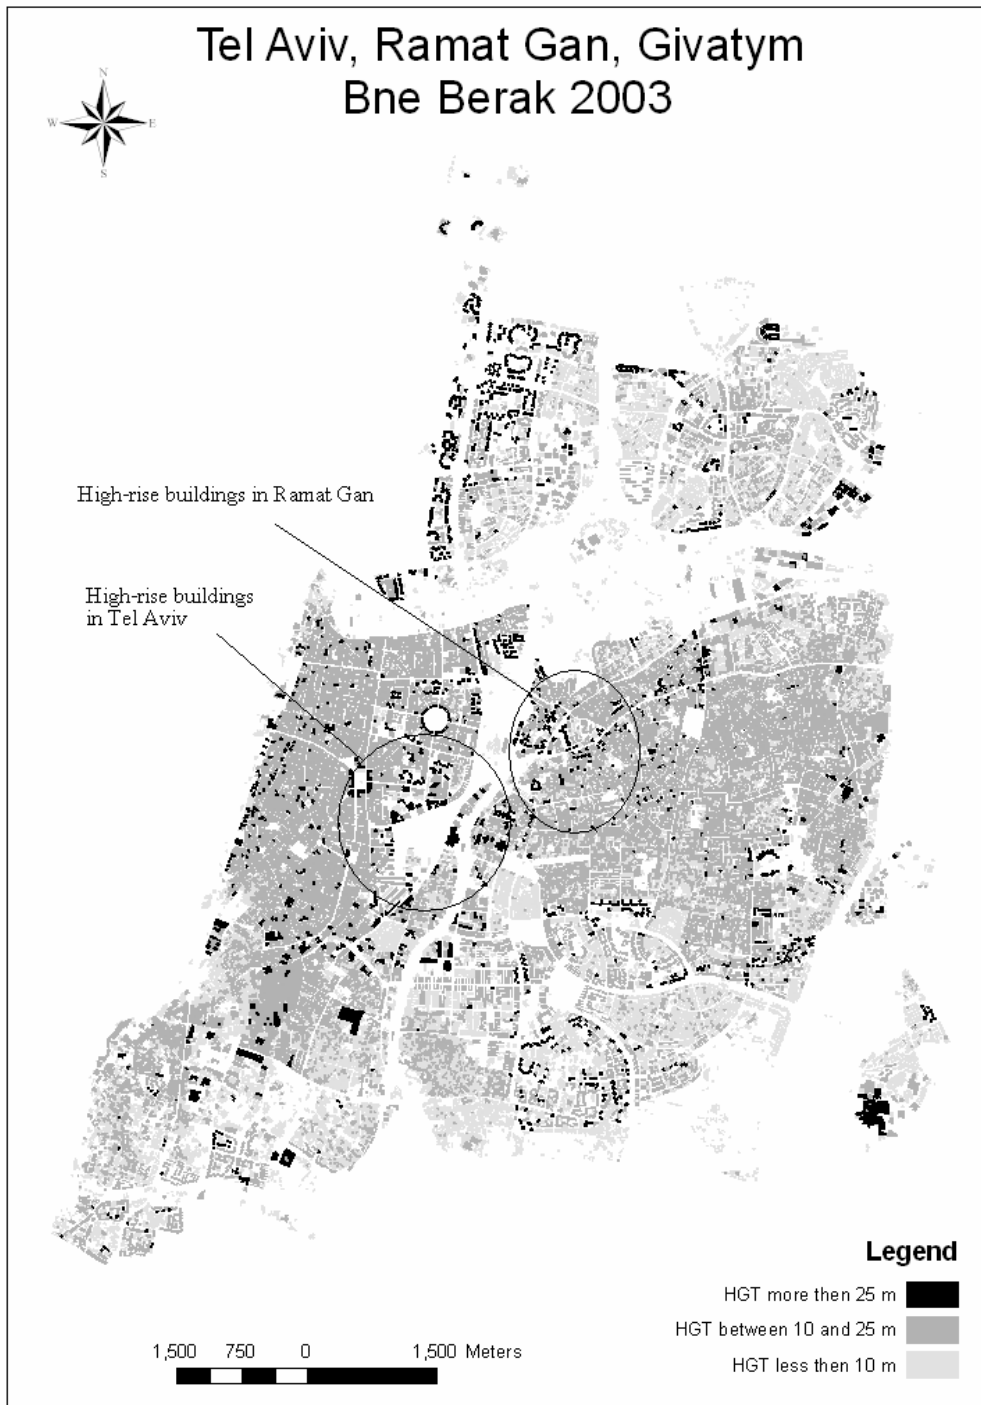 Tel Aviv, Ramat Gan, Givatym
Bne Berak 2003
N
W E
S
High-rise buildings in Ramat Gan
High-rise buildings
in Tel Aviv
Legend
HGT more then 25 m
HGT between 10 and 25 m
HGT less then 10 m
1,500 750 0 1,500 Meters